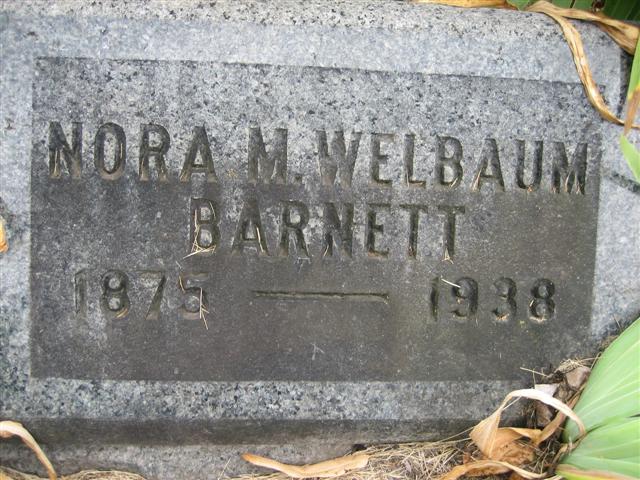 NORA M. WELBAUM
BARNETT
1875 — 1938